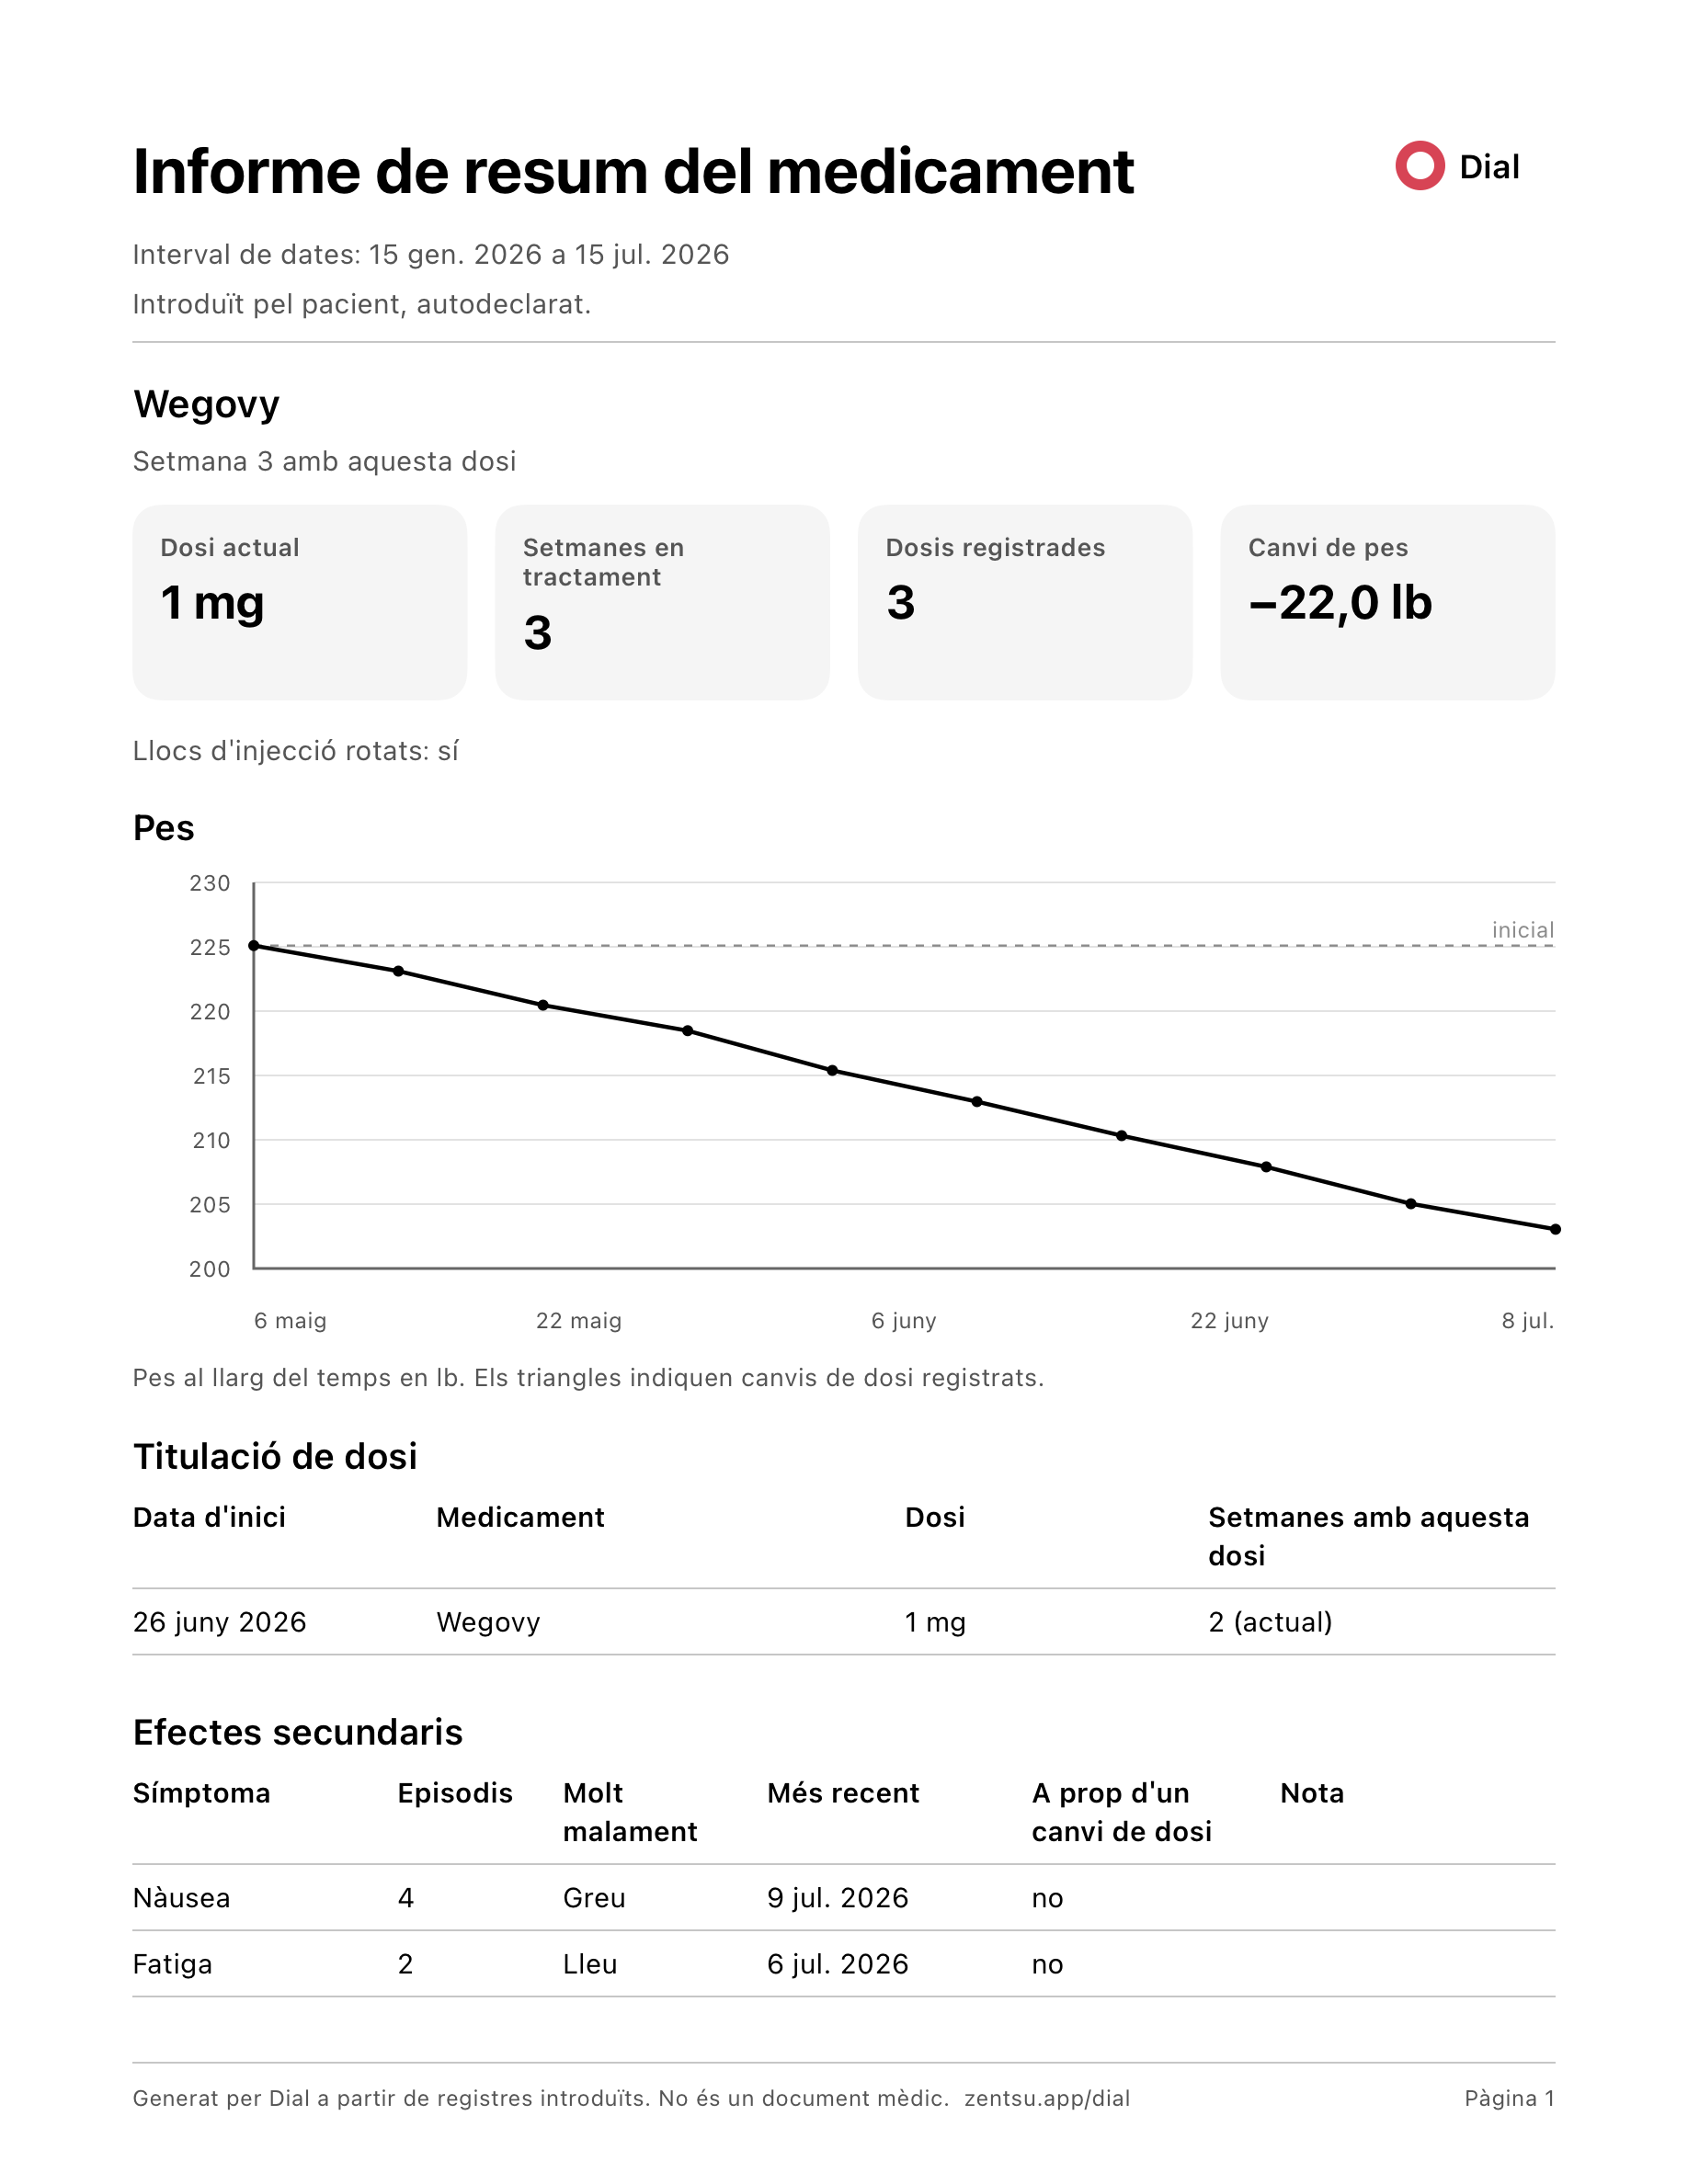 Informe de resum del medicament
Dial
Interval de dates: 15 gen. 2026 a 15 jul. 2026
Introduït pel pacient, autodeclarat.
Wegovy
Setmana 3 amb aquesta dosi
Dosi actual
1 mg
Setmanes en
tractament
3
Dosis registrades
3
Canvi de pes
−22,0 lb
Llocs d'injecció rotats: sí
Pes
230
inicial
225
220
215
210
205
200
6 maig 22 maig 6 juny 22 juny 8 jul.
Pes al llarg del temps en lb. Els triangles indiquen canvis de dosi registrats.
Titulació de dosi
Data d'inici Medicament Dosi Setmanes amb aquesta
dosi
26 juny 2026 Wegovy 1 mg 2 (actual)
Efectes secundaris
Símptoma Episodis Molt Més recent A prop d'un Nota
malament canvi de dosi
Nàusea 4 Greu 9 jul. 2026 no
Fatiga 2 Lleu 6 jul. 2026 no
Generat per Dial a partir de registres introduïts. No és un document mèdic. zentsu.app/dial Pàgina 1